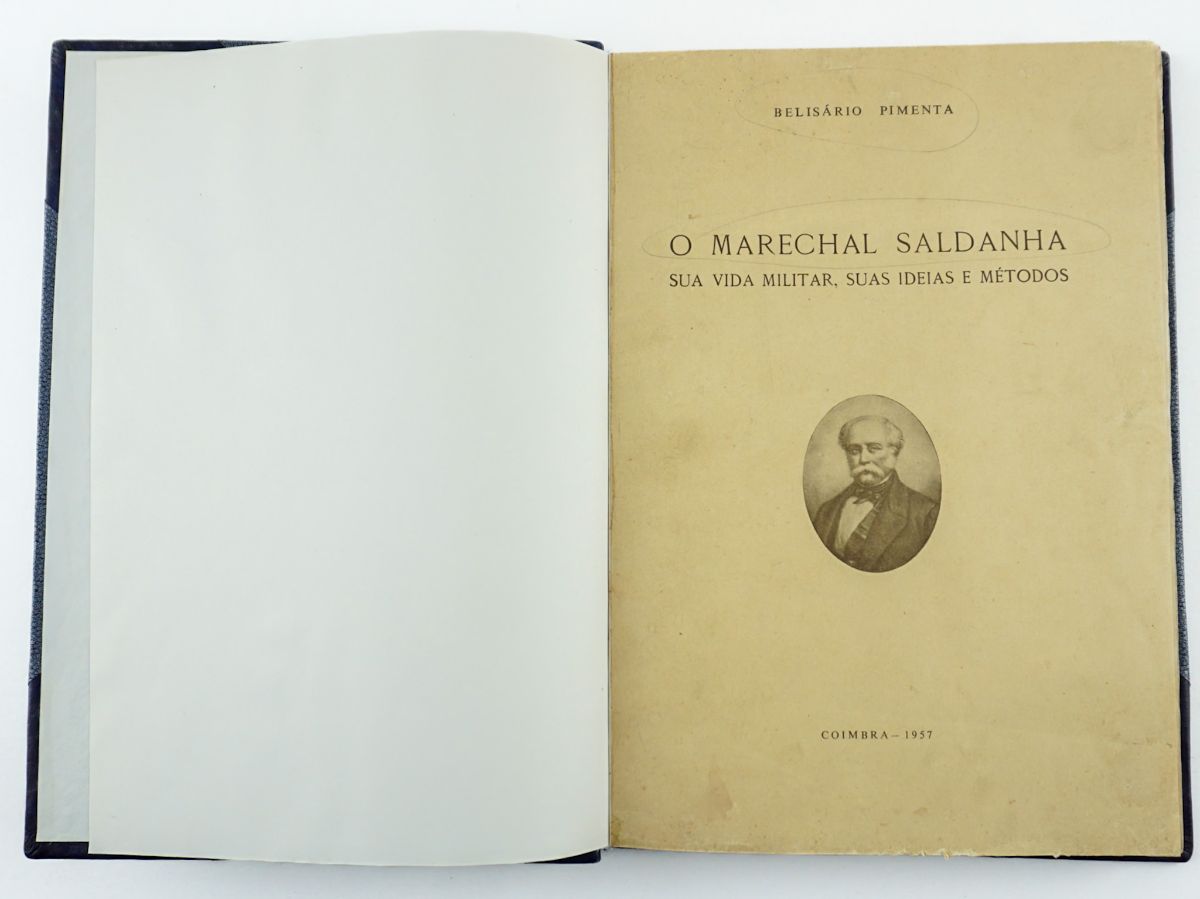 BELISÁRIO PIMENTA
O MARECHAL SALDANHA
SUA VIDA MILITAR, SUAS IDEIAS E MÉTODOS
COIMBRA — 1957